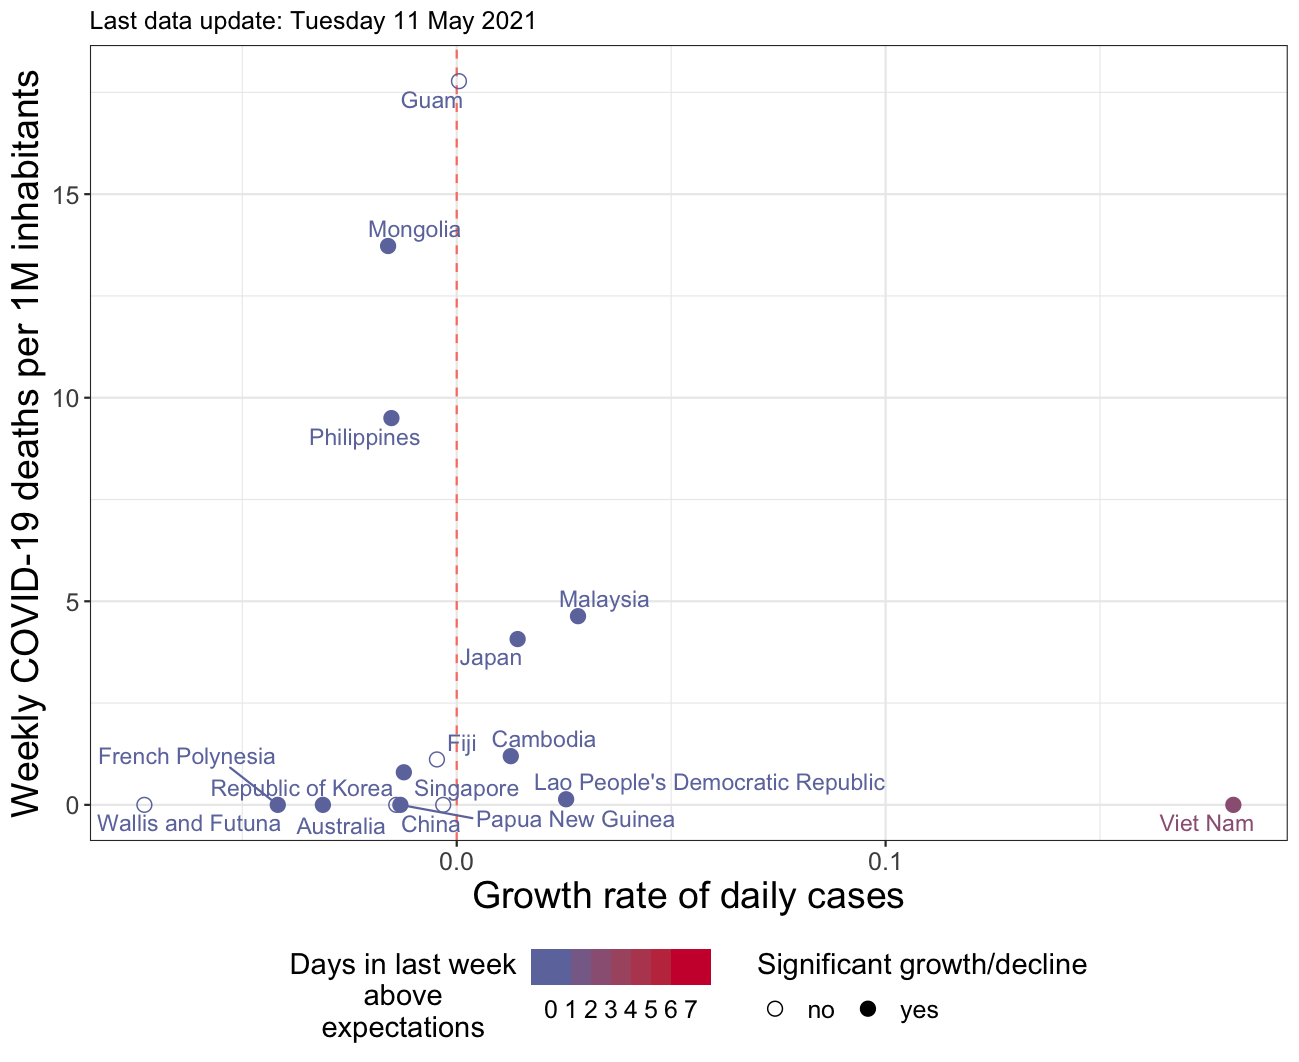 Last data update: Tuesday 11 May 2021
Weekly COVID-19 deaths per 1M inhabitants
15
10
5
0
Guam
Mongolia
Philippines
Malaysia
Japan
Fiji
Cambodia
French Polynesia
Republic of Korea
Singapore
Lao People's Democratic Republic
Wallis and Futuna
Australia
China
Papua New Guinea
Viet Nam
0.0
0.1
Growth rate of daily cases
Days in last week
above
expectations
0 1 2 3 4 5 6 7
Significant growth/decline
no
yes